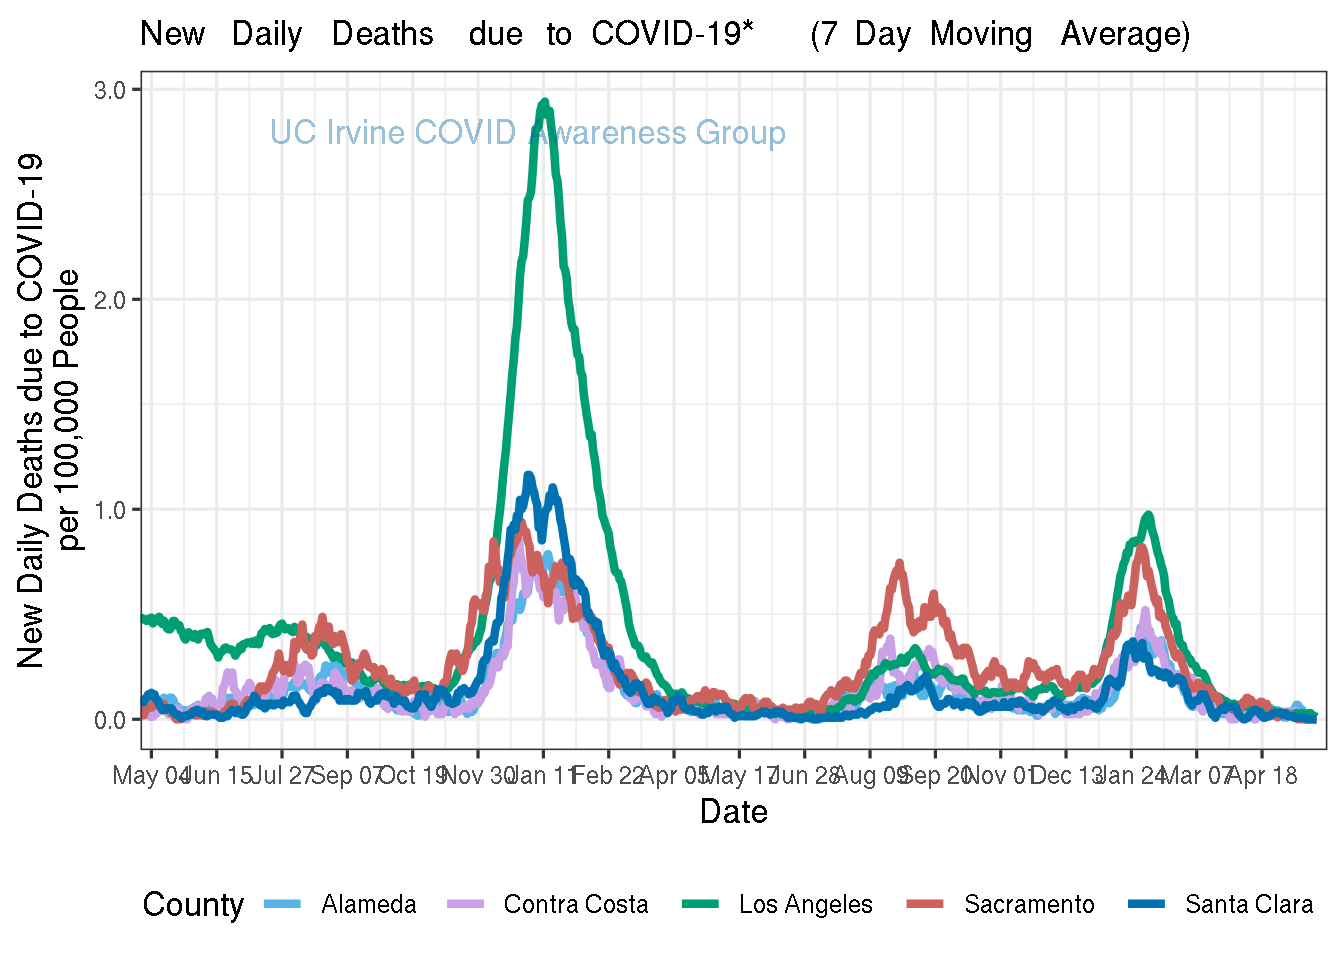 New Daily Deaths due to COVID-19* (7 Day Moving Average)
UC Irvine COVID Awareness Group
New Daily Deaths due to COVID-19
per 100,000 People
3.0
2.0
1.0
0.0
May 04 Jun 15 Jul 27 Sep 07 Oct 19 Nov 30 Jan 11 Feb 22 Apr 05 May 17 Jun 28 Aug 09 Sep 20 Nov 01 Dec 13 Jan 24 Mar 07 Apr 18
Date
County Alameda Contra Costa Los Angeles Sacramento Santa Clara